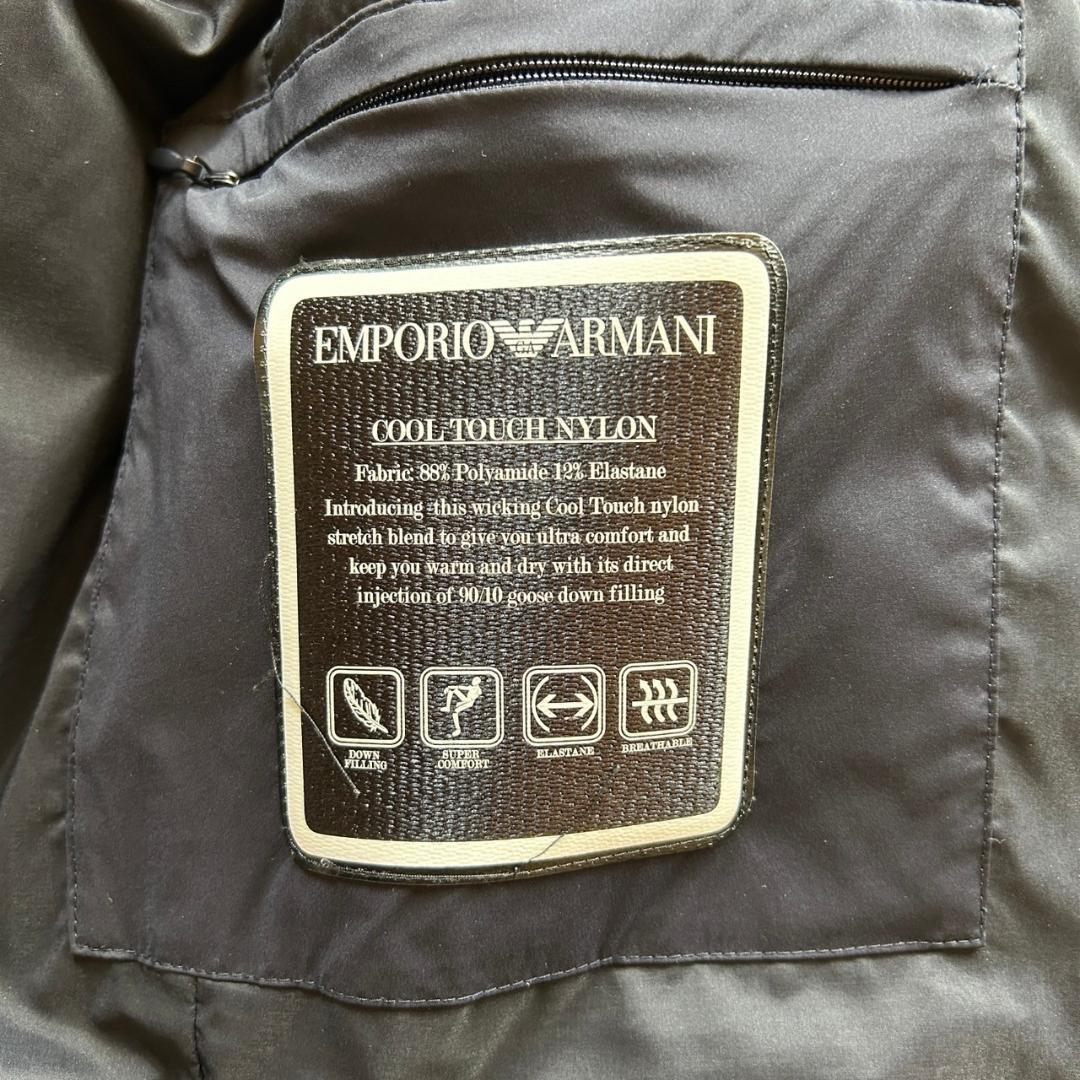 EMPORIO ARMANI
COOL TOUCH NYLON
Fabric: 88% Polyamide 12% Elastane
Introducing this wicking Cool Touch nylon
stretch blend to give you ultra comfort and
keep you warm and dry with its direct
injection of 90/10 goose down filling
DOWN FILLING
SUPER COMFORT
ELASTANE
BREATHABLE